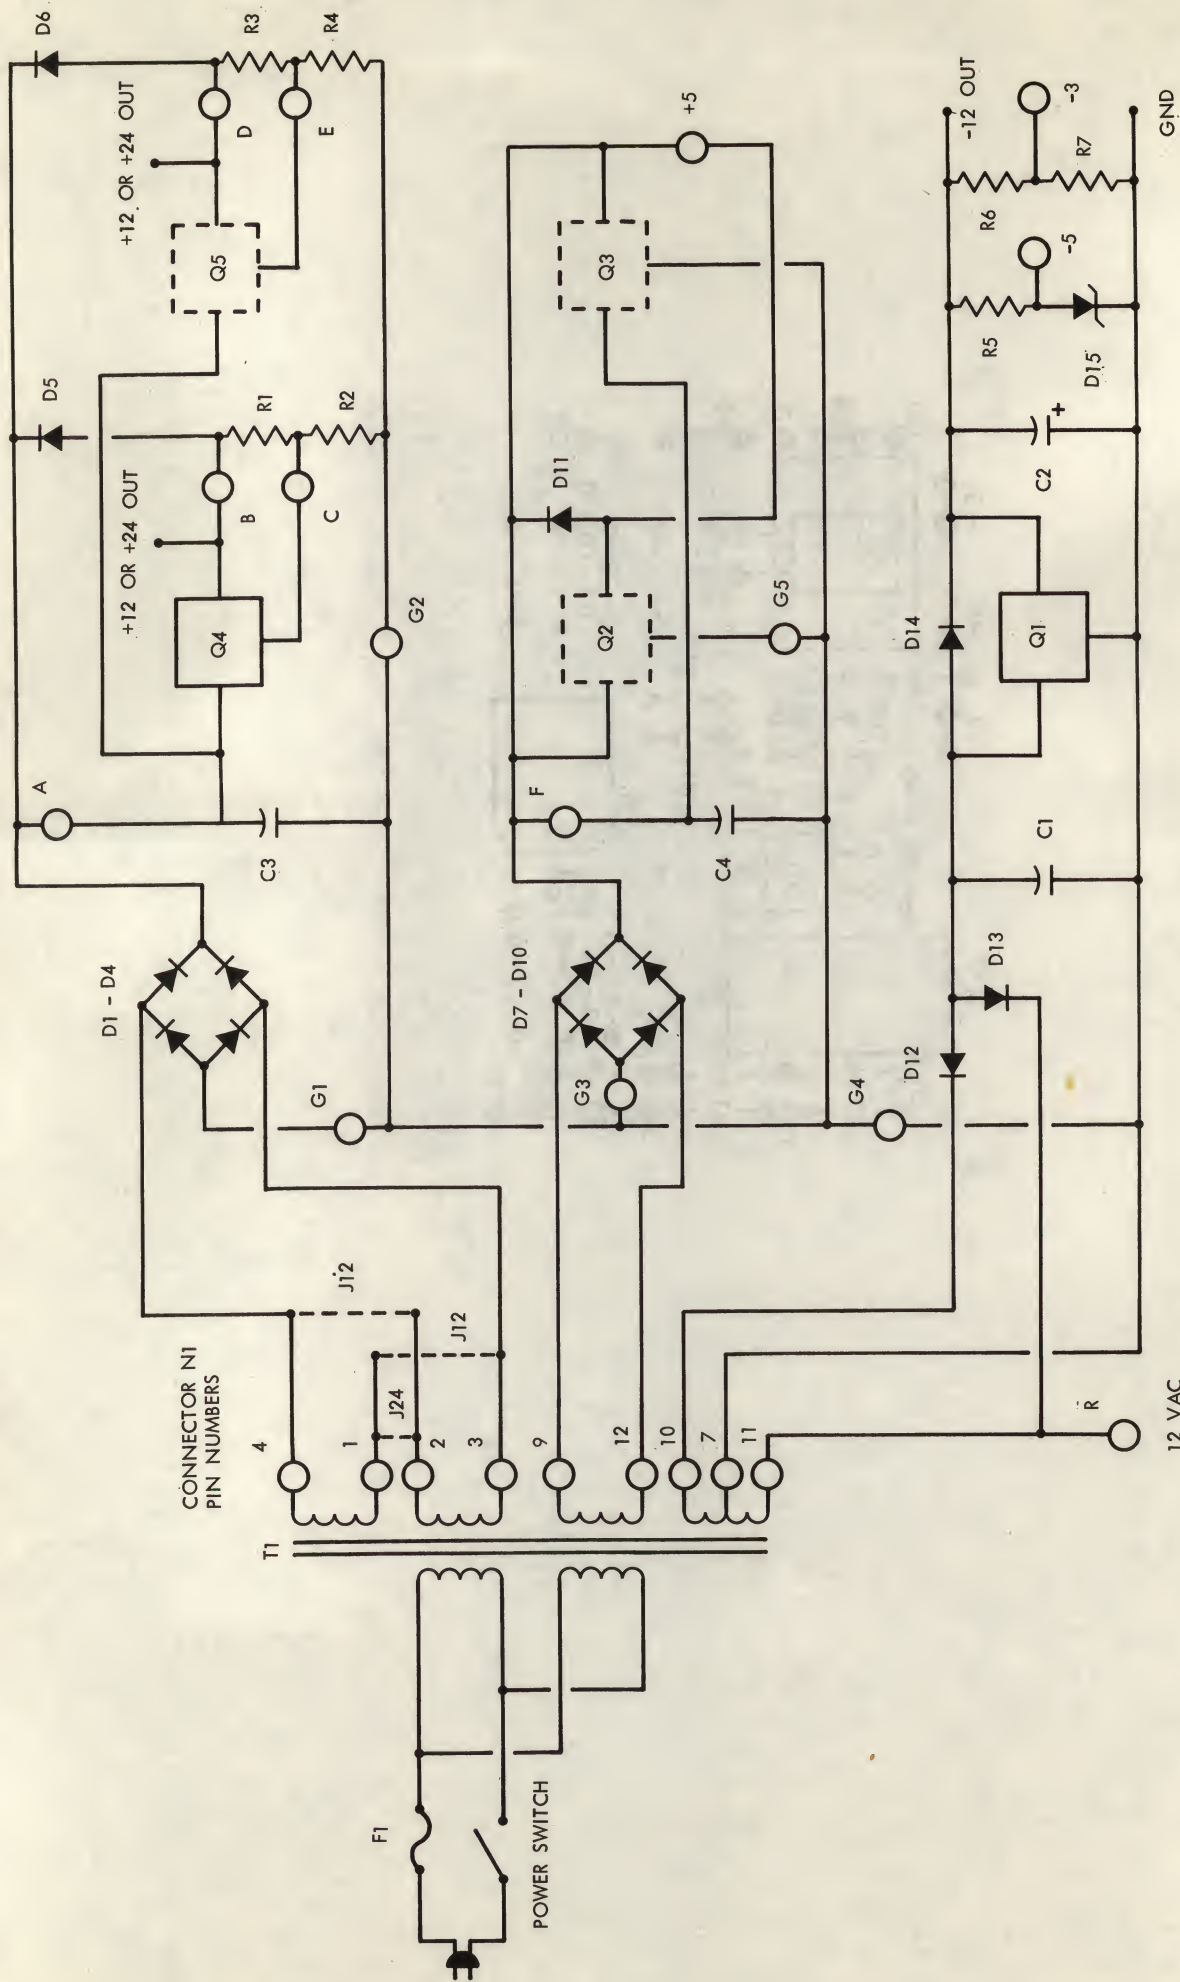 F1
POWER SWITCH
T1
CONNECTOR N1
PIN NUMBERS
4
1
2
3
9
12
10
7
11
J24
J12
J12
R
12 VAC
D1 - D4
G1
A
C3
Q4
+12 OR +24 OUT
B
C
G2
D5
R1
R2
Q5
+12 OR +24 OUT
D
E
D6
R3
R4
D7 - D10
G3
G4
F
C4
Q2
G5
D11
Q3
+5
D12
D13
C1
D14
Q1
C2
R5
D15
-5
R6
R7
-3
-12 OUT
GND